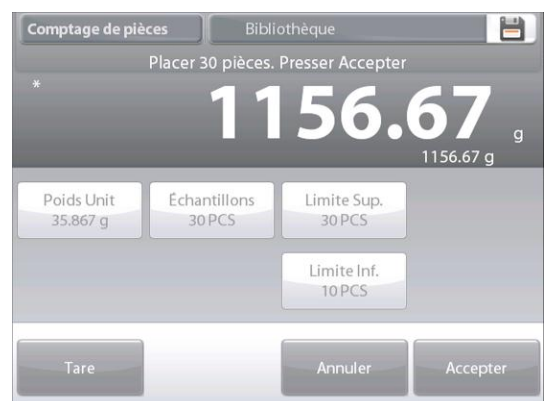 Comptage de pièces
Bibliothèque
Placer 30 pièces. Presser Accepter
*
1156.67 g
1156.67 g
Poids Unit
35.867 g
Échantillons
30 PCS
Limite Sup.
30 PCS
Limite Inf.
10 PCS
Tare
Annuler
Accepter